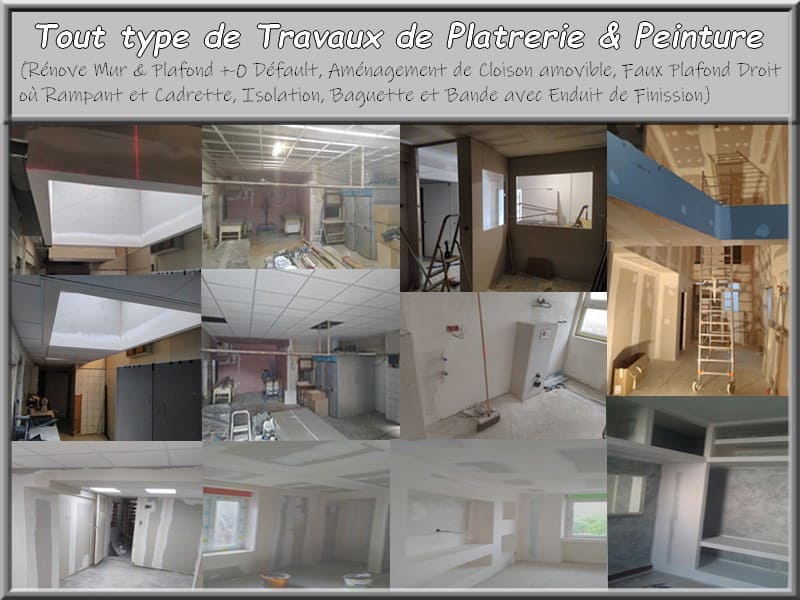 Tout type de Travaux de Platrerie & Peinture
(Rénove Mur & Plafond +-0 Défault, Aménagement de Cloison amovible, Faux Plafond Droit
où Rampant et Cadrette, Isolation, Baguette et Bande avec Enduit de Finission)